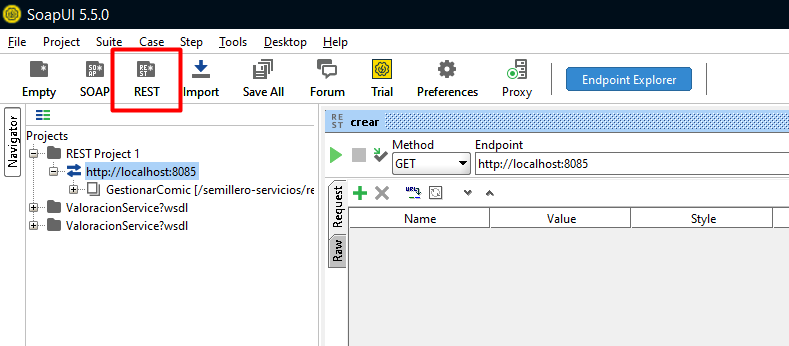 SoapUI 5.5.0
File Project Suite Case Step Tools Desktop Help
Empty SOAP REST Import Save All Forum Trial Preferences Proxy Endpoint Explorer
Navigator
Projects
REST Project 1
http://localhost:8085
GestionarComic [/semillero-servicios/re
ValoracionService?wsdl
ValoracionService?wsdl
REST crear
Method Endpoint
GET http://localhost:8085
Request
Raw
Name Value Style